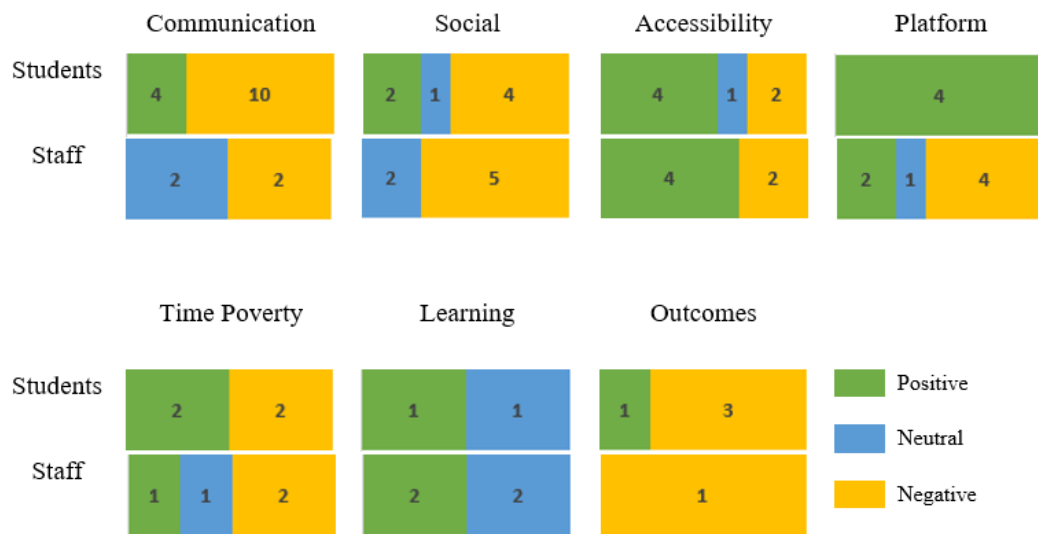 Communication Social Accessibility Platform
Students 4 10 2 1 4 4 1 2 4
Staff 2 2 2 5 4 2 2 1 4
Time Poverty Learning Outcomes
Students 2 2 1 1 1 3 Positive
Neutral
Staff 1 1 2 2 2 1 Negative